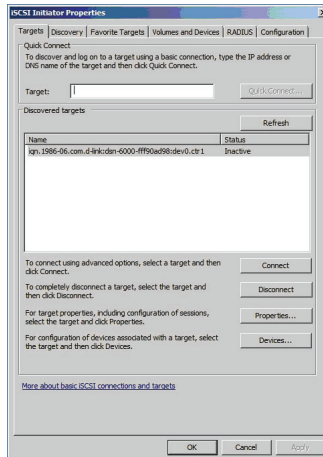 iSCSI Initiator Properties
Targets Discovery Favorite Targets Volumes and Devices RADIUS Configuration
Quick Connect
To discover and log on to a target using a basic connection, type the IP address or
DNS name of the target and then click Quick Connect.
Target:
Quick Connect...
Discovered targets
Refresh
Name Status
iqn.1986-06.com.d-link:dsn-6000-fff90ad98:dev0.ctr1 Inactive
To connect using advanced options, select a target and then
click Connect.
Connect
To completely disconnect a target, select the target and
then click Disconnect.
Disconnect
For target properties, including configuration of sessions,
select the target and click Properties.
Properties...
For configuration of devices associated with a target, select
the target and then click Devices.
Devices...
More about basic iSCSI connections and targets
OK Cancel Apply